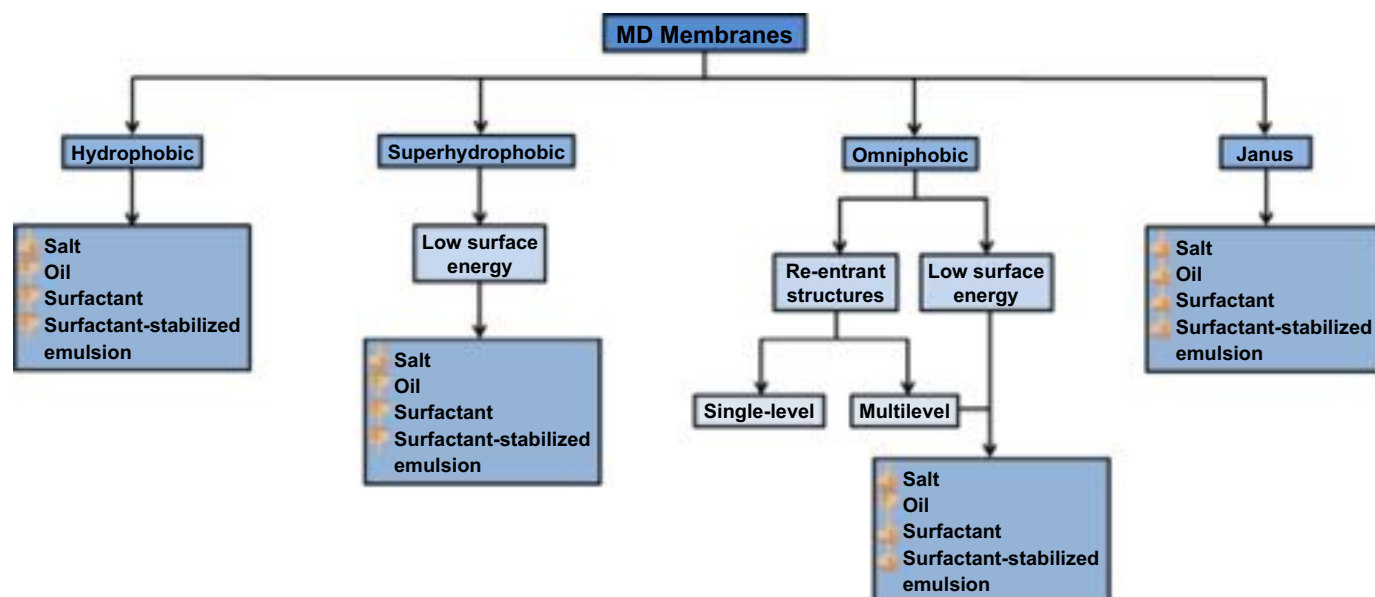 MD Membranes
Hydrophobic
Superhydrophobic
Omniphobic
Janus
Salt
Oil
Surfactant
Surfactant-stabilized
emulsion
Low surface
energy
Salt
Oil
Surfactant
Surfactant-stabilized
emulsion
Re-entrant
structures
Low surface
energy
Single-level
Multilevel
Salt
Oil
Surfactant
Surfactant-stabilized
emulsion
Salt
Oil
Surfactant
Surfactant-stabilized
emulsion